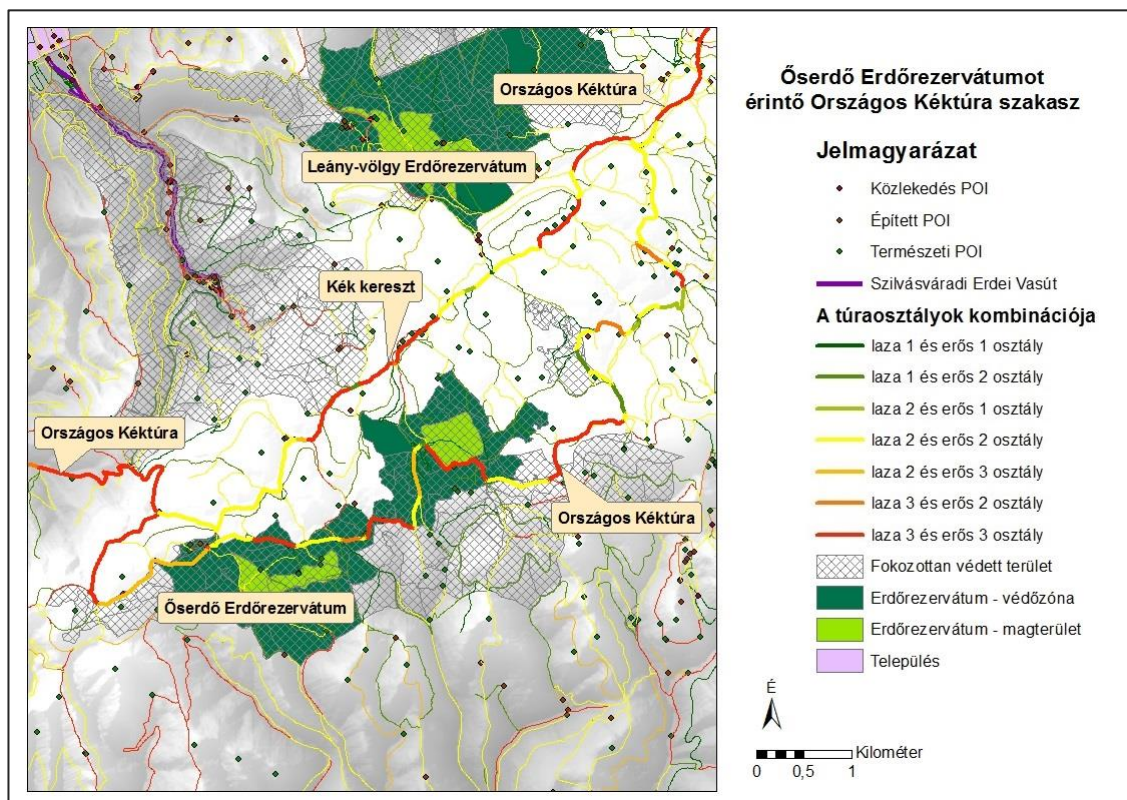 Őserdő Erdőrezervátumot
érintő Országos Kéktúra szakasz
Jelmagyarázat
Közlekedés POI
Épített POI
Természeti POI
Szilvásváradi Erdei Vasút
A túraosztályok kombinációja
laza 1 és erős 1 osztály
laza 1 és erős 2 osztály
laza 2 és erős 1 osztály
laza 2 és erős 2 osztály
laza 2 és erős 3 osztály
laza 3 és erős 2 osztály
laza 3 és erős 3 osztály
Fokozottan védett terület
Erdőrezervátum - védőzóna
Erdőrezervátum - magterület
Település
É
Kilométer
0 0,5 1
Országos Kéktúra
Leány-völgy Erdőrezervátum
Kék kereszt
Országos Kéktúra
Országos Kéktúra
Őserdő Erdőrezervátum